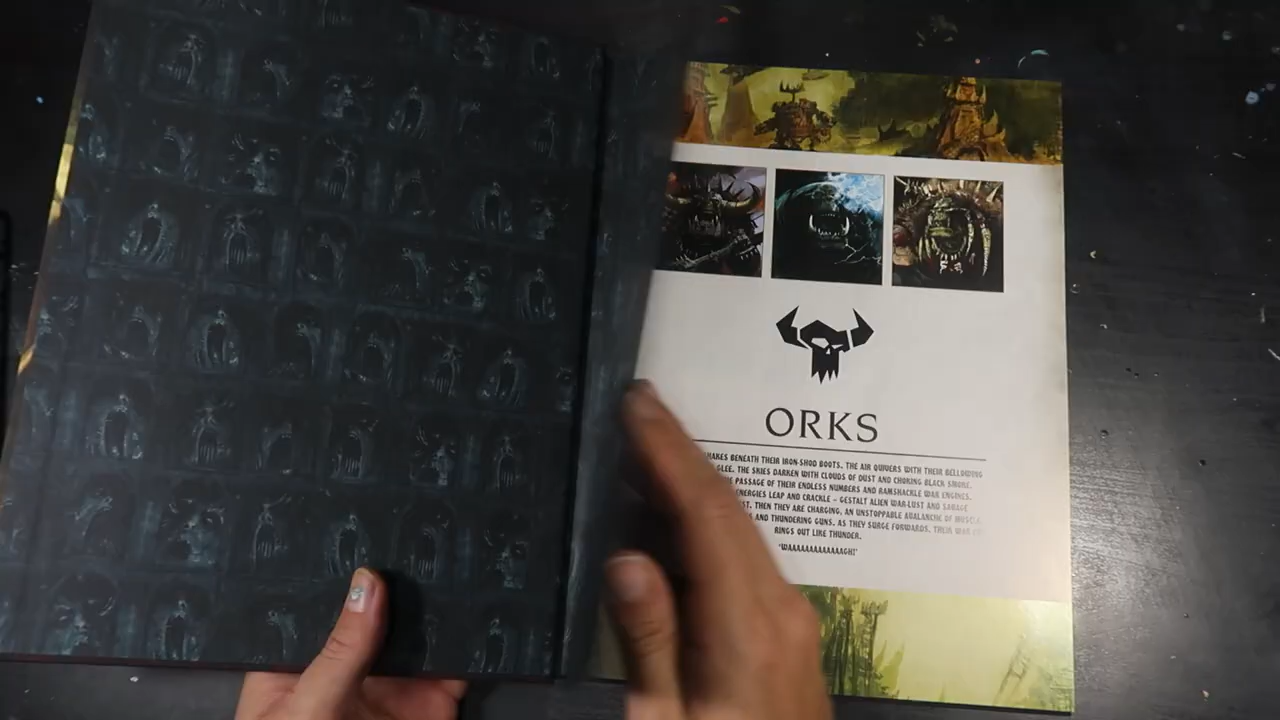 ORKS
SHAKES BENEATH THEIR IRON-SHOD BOOTS. THE AIR QUIVERS WITH THEIR BELLOWING
GLEE. THE SKIES DARKEN WITH CLOUDS OF DUST AND CHOKING BLACK SMOKE.
PASSAGE OF THEIR ENDLESS NUMBERS AND RAMSHACKLE WAR ENGINES.
ENERGIES LEAP AND CRACKLE – GESTALT ALIEN WAR-LUST AND SAVAGE
THEN THEY ARE CHARGING, AN UNSTOPPABLE AVALANCHE OF MUSCLE
AND THUNDERING GUNS. AS THEY SURGE FORWARDS, THEIR WAR
RINGS OUT LIKE THUNDER.
'WAAAAAAAAAAAAGH!'